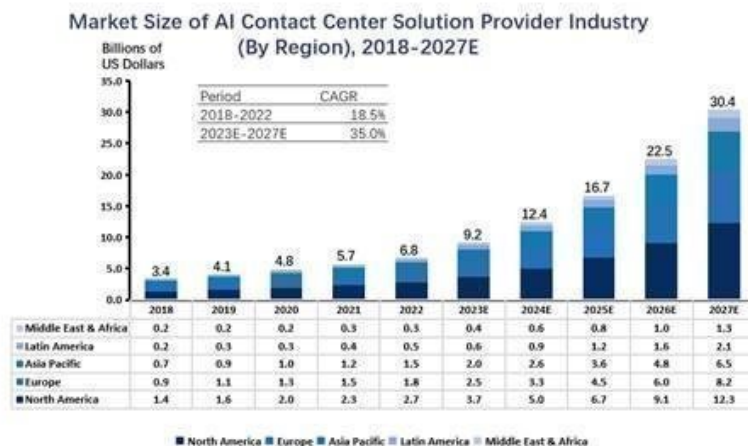 Market Size of AI Contact Center Solution Provider Industry
(By Region), 2018-2027E
Billions of
US Dollars
Period CAGR
2018-2022 18.5%
2023E-2027E 35.0%
35.0
30.0
25.0
20.0
15.0
10.0
5.0
0.0
3.4 4.1 4.8 5.7 6.8 9.2 12.4 16.7 22.5 30.4
2018 2019 2020 2021 2022 2023E 2024E 2025E 2026E 2027E
Middle East & Africa 0.2 0.2 0.2 0.3 0.3 0.4 0.6 0.8 1.0 1.3
Latin America 0.2 0.3 0.3 0.4 0.5 0.6 0.9 1.2 1.6 2.1
Asia Pacific 0.7 0.9 1.0 1.2 1.5 2.0 2.6 3.6 4.8 6.5
Europe 0.9 1.1 1.3 1.5 1.8 2.5 3.3 4.5 6.0 8.2
North America 1.4 1.6 2.0 2.3 2.7 3.7 5.0 6.7 9.1 12.3
North America Europe Asia Pacific Latin America Middle East & Africa